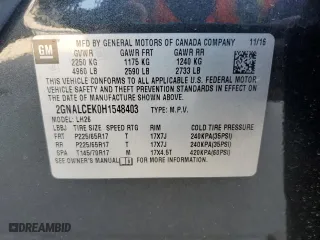 GM
MFD BY GENERAL MOTORS OF CANADA COMPANY 11/16
GVWR GAWR FRT GAWR RR
2250 KG 1175 KG 1240 KG
4960 LB 2590 LB 2733 LB
THIS VEHICLE CONFORMS TO ALL APPLICABLE U.S. FEDERAL
MOTOR VEHICLE SAFETY, BUMPER, AND THEFT PREVENTION
STANDARDS IN EFFECT ON THE DATE OF MANUFACTURE
SHOWN ABOVE.
2GNALCEK0H1548403 TYPE: M.P.V.
MODEL: LH26
LBBJ TIRE SIZE SPEED RTG RIM COLD TIRE PRESSURE
FRT P225/65R17 T 17X7J 240KPA(35PSI)
RR P225/65R17 T 17X7J 240KPA(35PSI)
SPA T145/70R17 M 17X4.5T 420KPA(60PSI)
SEE OWNER'S MANUAL FOR ADDITIONAL INFORMATION.